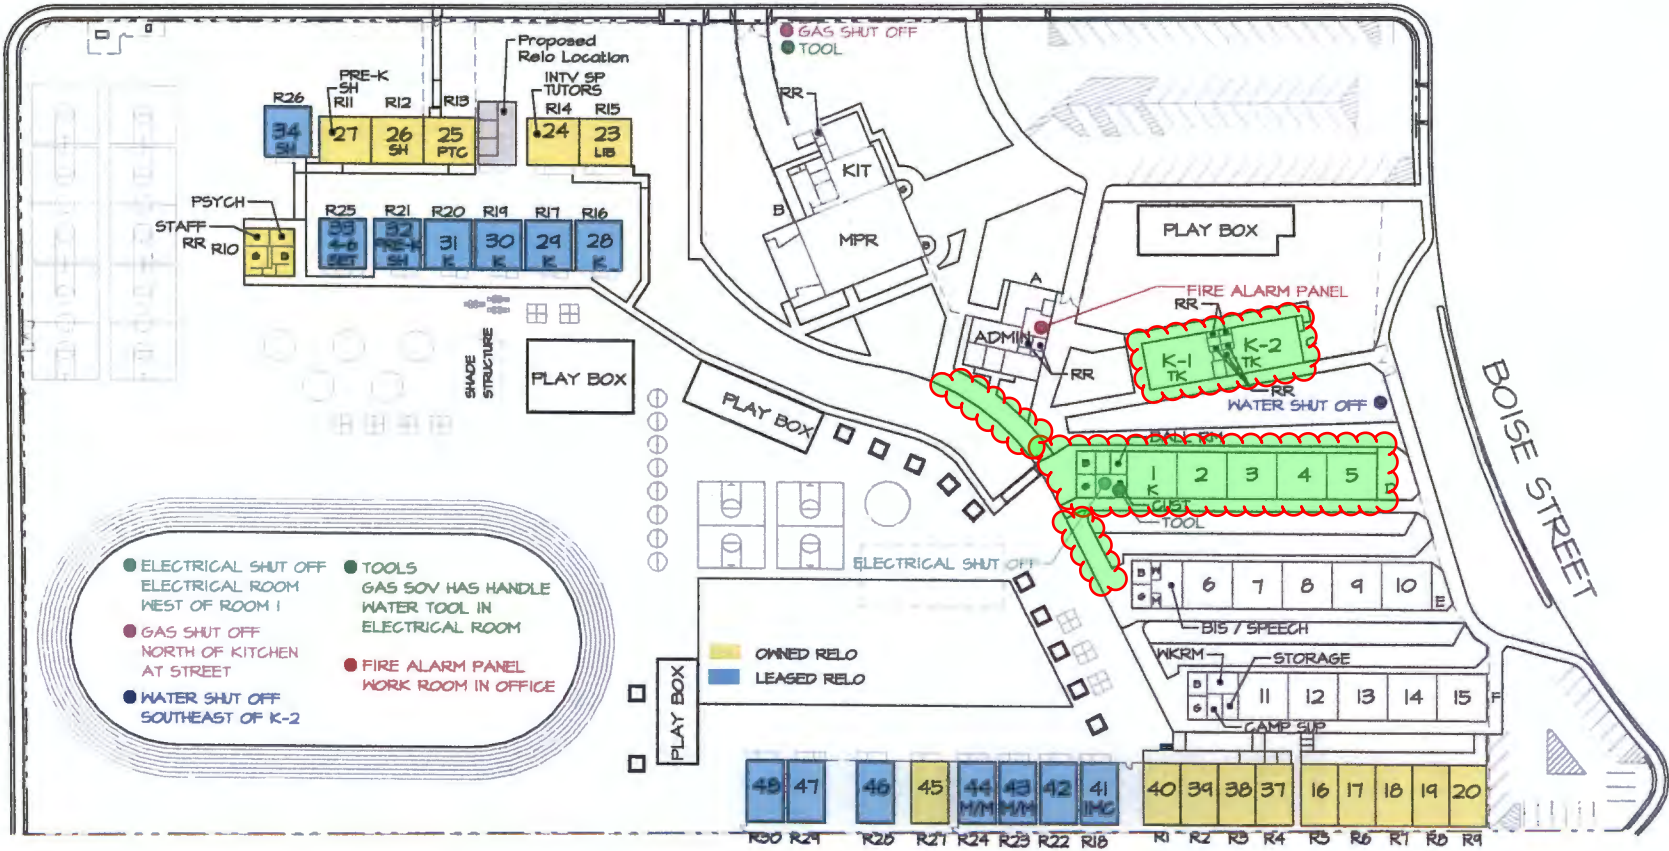 GAS SHUT OFF
TOOL
Proposed
Relo Location
PRE-K
SH
INTV SP
TUTORS
R26
R11
R12
R13
R14
R15
34
SH
27
26
SH
25
PTC
24
23
LIB
RR
KIT
B
MPR
B
B
PSYCH
STAFF
RR
R10
B
R25
R21
R20
R19
R17
R16
33
4-6
32
PRE-K
SH
31
K
30
K
29
K
28
K
PLAY BOX
A
FIRE ALARM PANEL
RR
ADMIN
RR
K-1
TK
K-2
TK
RR
WATER SHUT OFF
SHADE
STRUCTURE
PLAY BOX
PLAY BOX
BOISE STREET
BALL RM
B
G
1
K
2
3
4
5
D
CUST
TOOL
ELECTRICAL SHUT OFF
B
W
G
M
6
7
8
9
10
E
BIS / SPEECH
WKRM
STORAGE
B
G
11
12
13
14
15
F
CAMP SUP
ELECTRICAL SHUT OFF
ELECTRICAL ROOM
WEST OF ROOM 1
GAS SHUT OFF
NORTH OF KITCHEN
AT STREET
WATER SHUT OFF
SOUTHEAST OF K-2
TOOLS
GAS SOV HAS HANDLE
WATER TOOL IN
ELECTRICAL ROOM
FIRE ALARM PANEL
WORK ROOM IN OFFICE
OWNED RELO
LEASED RELO
PLAY BOX
48
47
46
45
44
M/M
43
M/M
42
41
IMC
40
39
38
37
16
17
18
19
20
R30
R29
R28
R27
R24
R23
R22
R18
R1
R2
R3
R4
R5
R6
R7
R8
R9